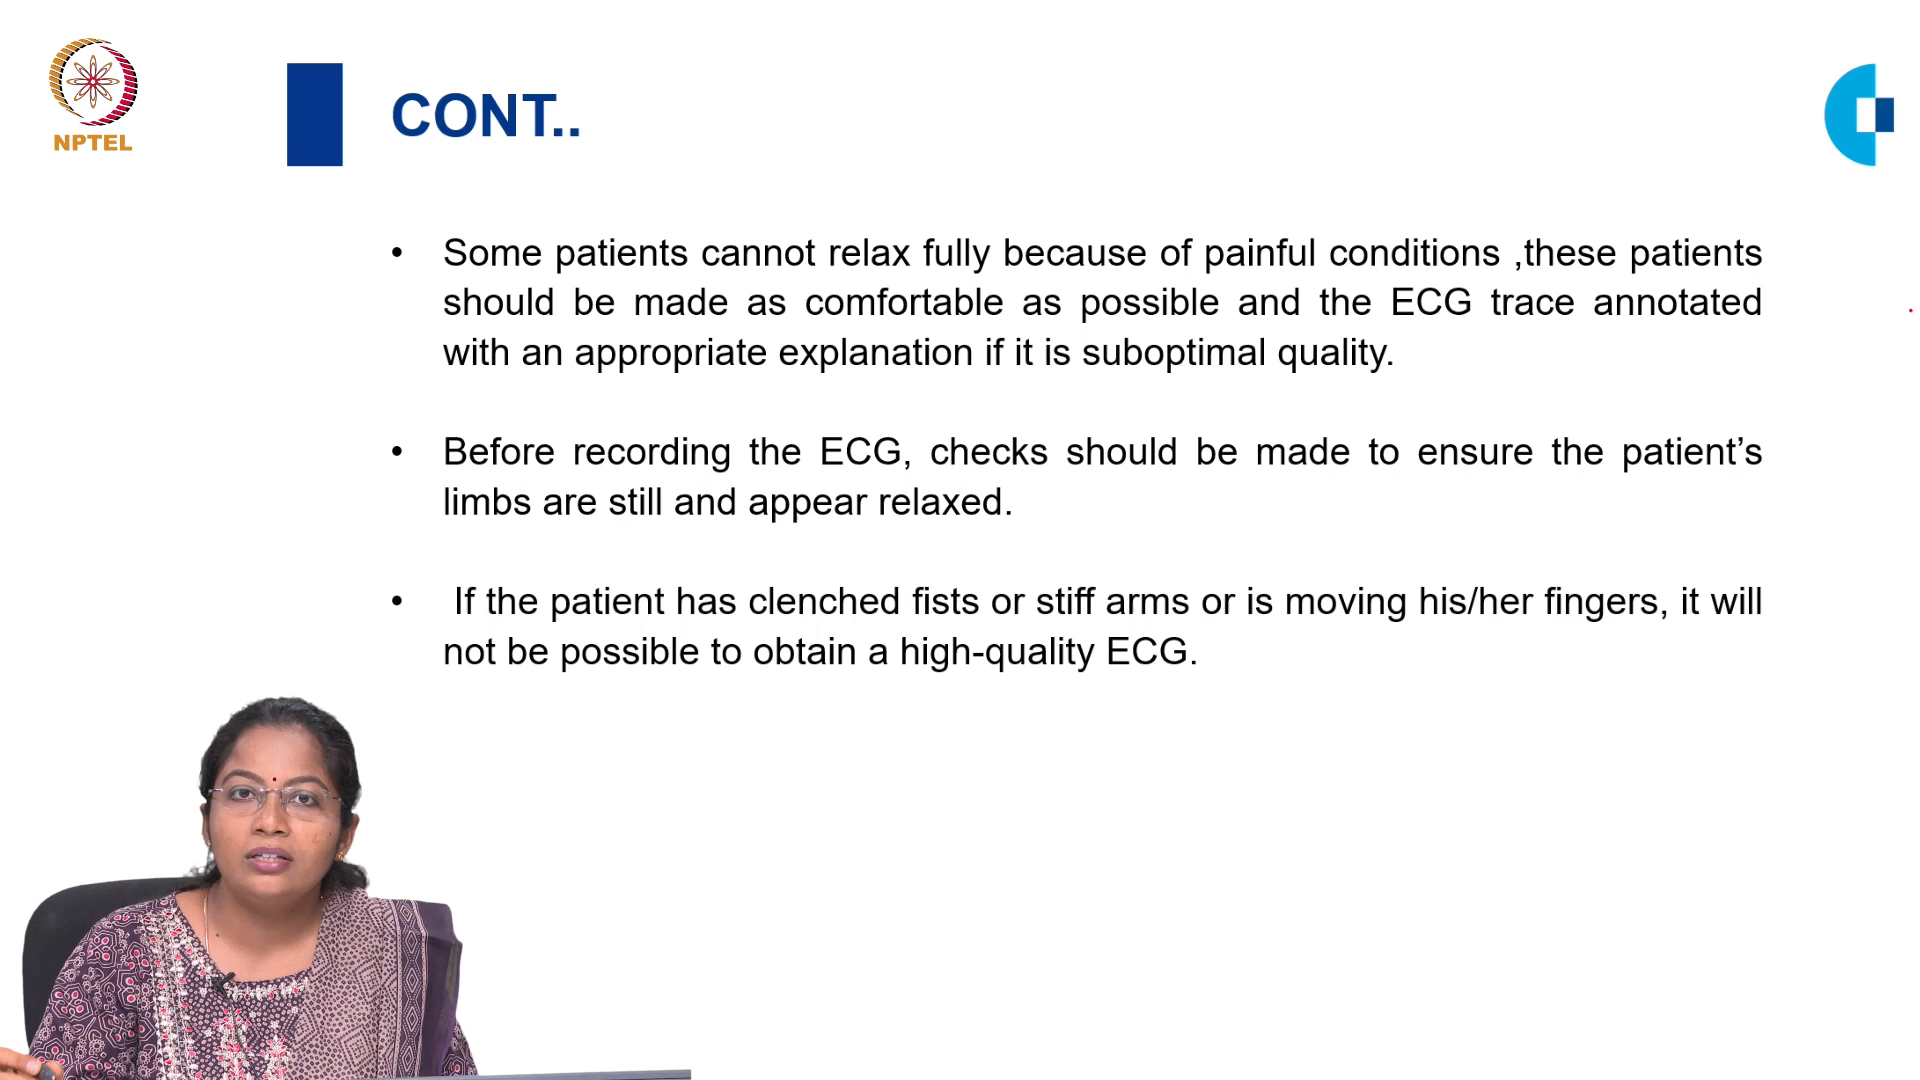 NPTEL
CONT..
• Some patients cannot relax fully because of painful conditions ,these patients
should be made as comfortable as possible and the ECG trace annotated
with an appropriate explanation if it is suboptimal quality.
• Before recording the ECG, checks should be made to ensure the patient’s
limbs are still and appear relaxed.
• If the patient has clenched fists or stiff arms or is moving his/her fingers, it will
not be possible to obtain a high-quality ECG.